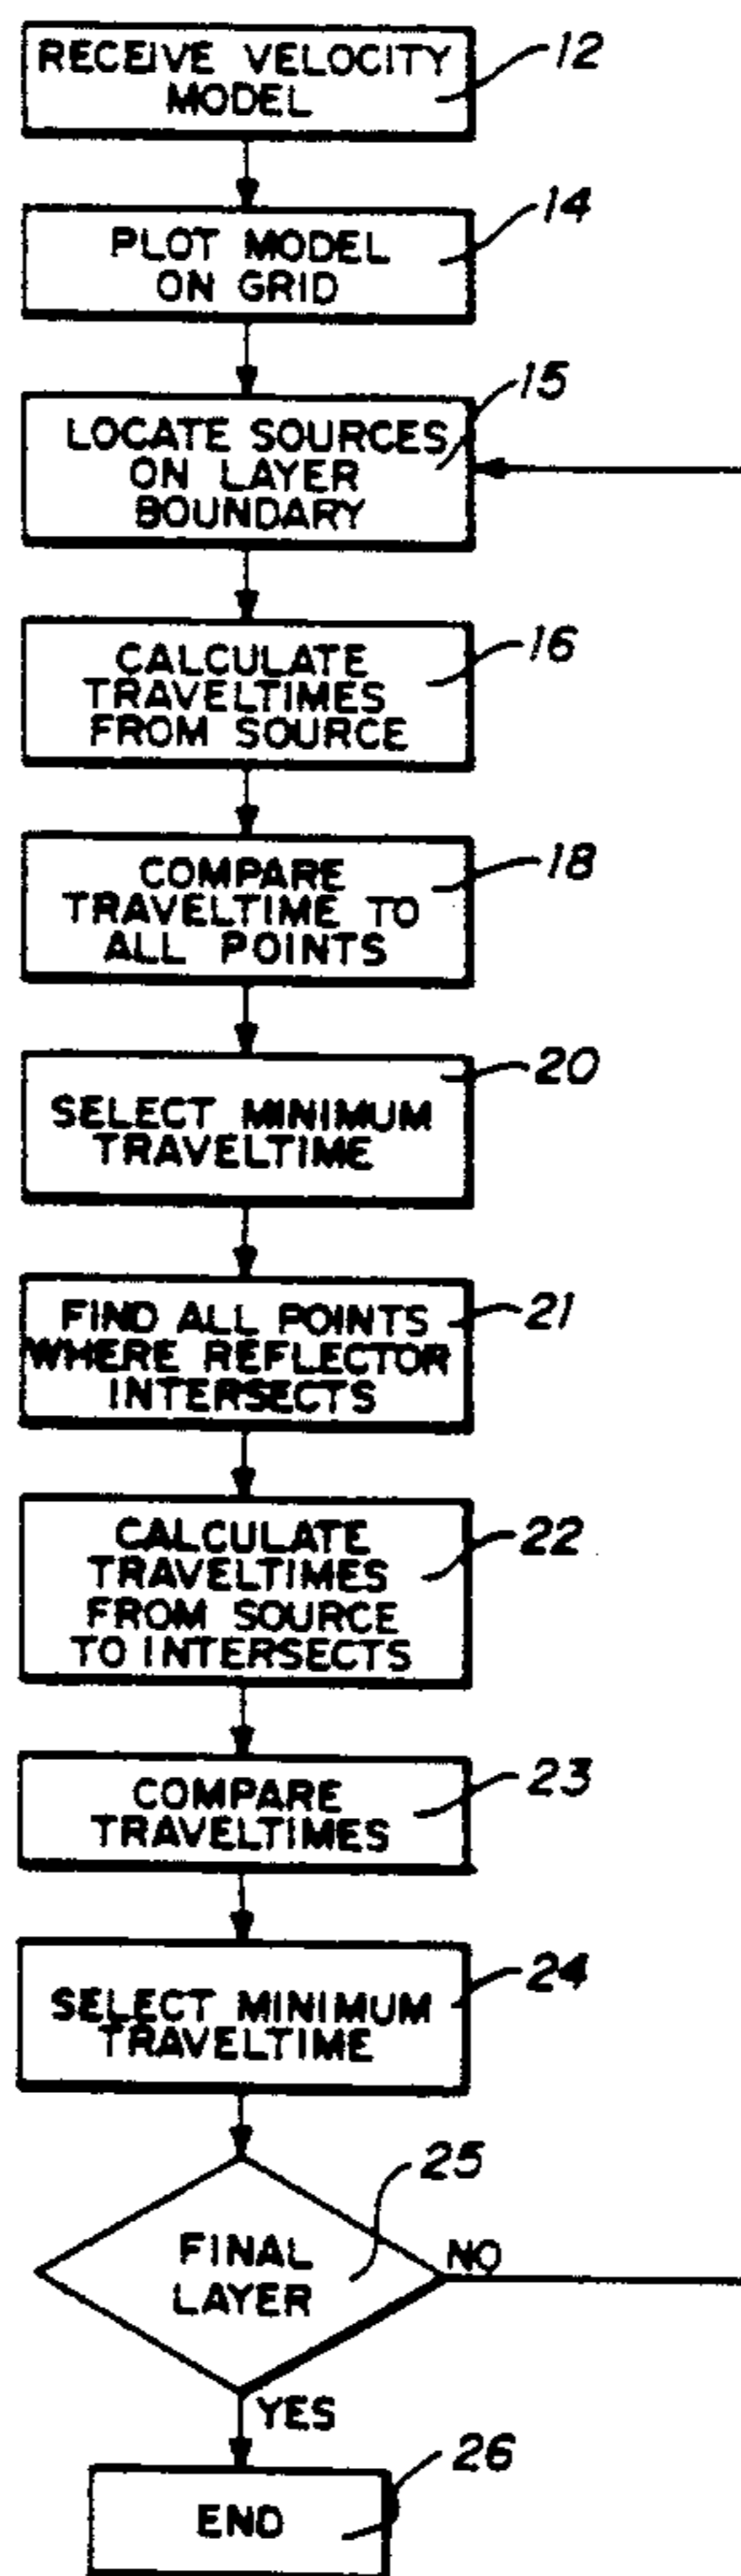 RECEIVE VELOCITY
MODEL
12
PLOT MODEL
ON GRID
14
LOCATE SOURCES
ON LAYER
BOUNDARY
15
CALCULATE
TRAVELTIMES
FROM SOURCE
16
COMPARE
TRAVELTIME TO
ALL POINTS
18
SELECT MINIMUM
TRAVELTIME
20
FIND ALL POINTS
WHERE REFLECTOR
INTERSECTS
21
CALCULATE
TRAVELTIMES
FROM SOURCE
TO INTERSECTS
22
COMPARE
TRAVELTIMES
23
SELECT MINIMUM
TRAVELTIME
24
FINAL
LAYER
25
NO
YES
END
26